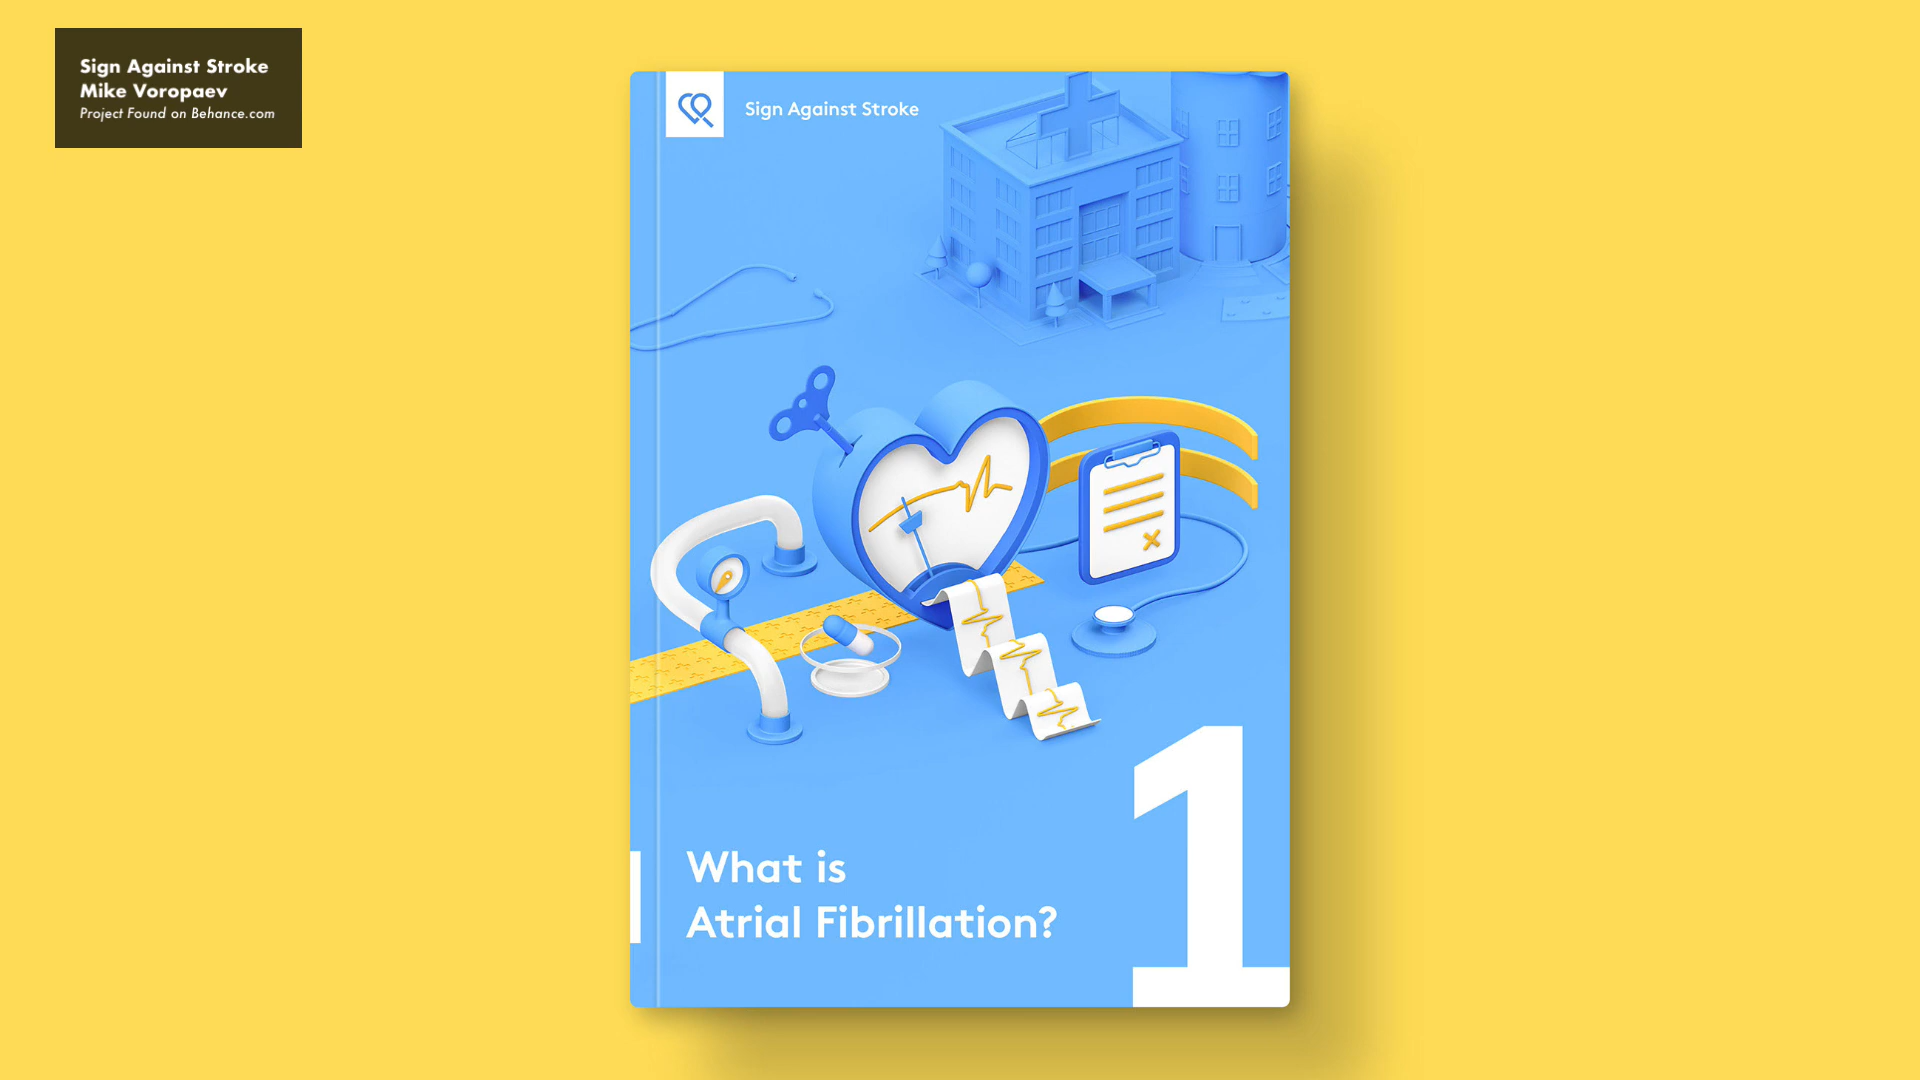 Sign Against Stroke
Mike Voropaev
Project Found on Behance.com
Sign Against Stroke
What is
Atrial Fibrillation?
1